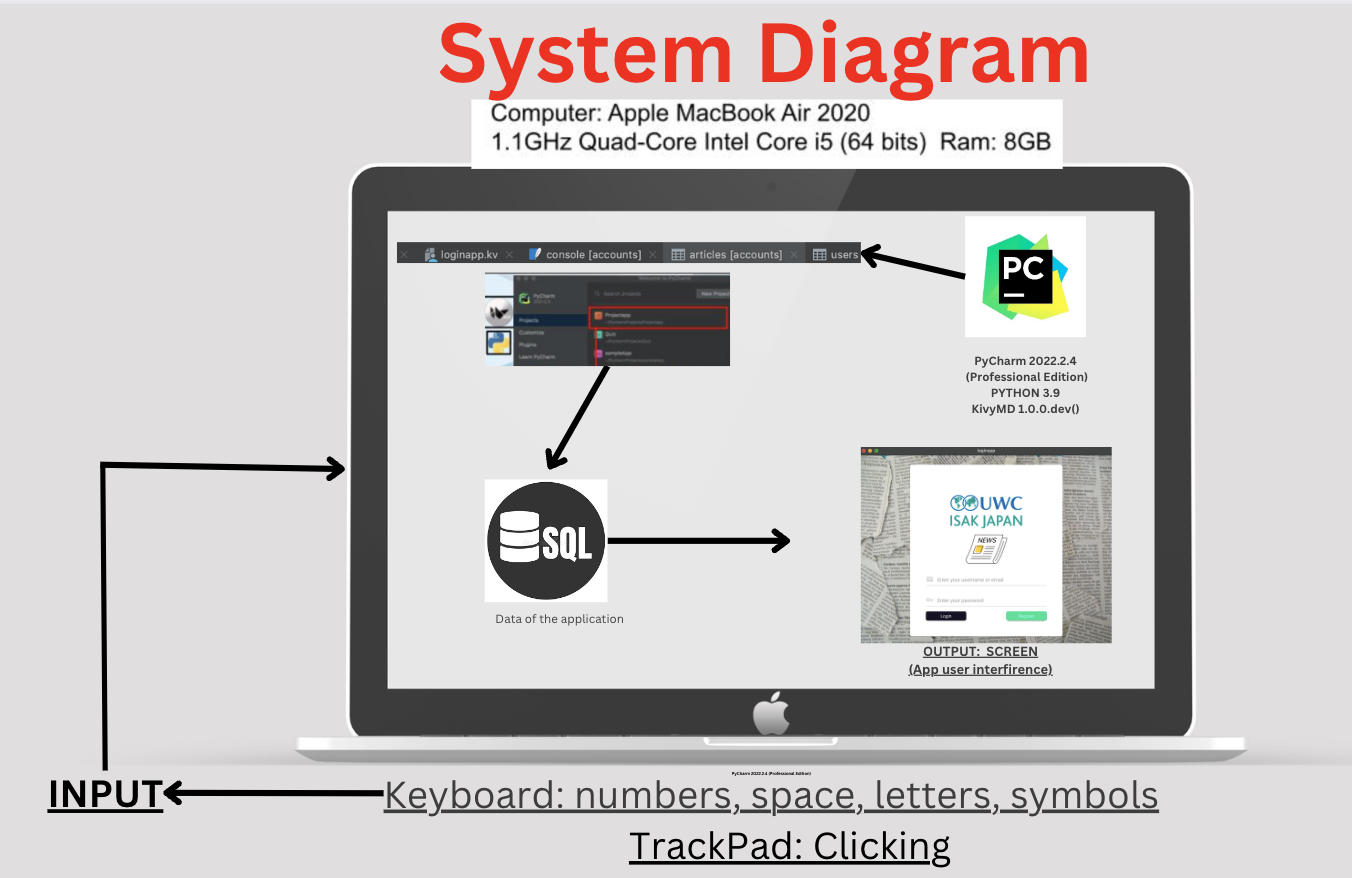 System Diagram
Computer: Apple MacBook Air 2020
1.1GHz Quad-Core Intel Core i5 (64 bits) Ram: 8GB
loginapp.kv
console [accounts]
articles [accounts]
users
PC
Welcome to PyCharm
PyCharm
Search projects
New Project
Projects
Customize
Plugins
Learn PyCharm
Projectapp
Quit
sampleApp
PyCharm 2022.2.4
(Professional Edition)
PYTHON 3.9
KivyMD 1.0.0.dev()
SQL
Data of the application
UWC
ISAK JAPAN
NEWS
Enter your username or email
Enter your password
Login
Register
OUTPUT: SCREEN
(App user interfirence)
PyCharm 2022.2.4 (Professional Edition)
INPUT
Keyboard: numbers, space, letters, symbols
TrackPad: Clicking